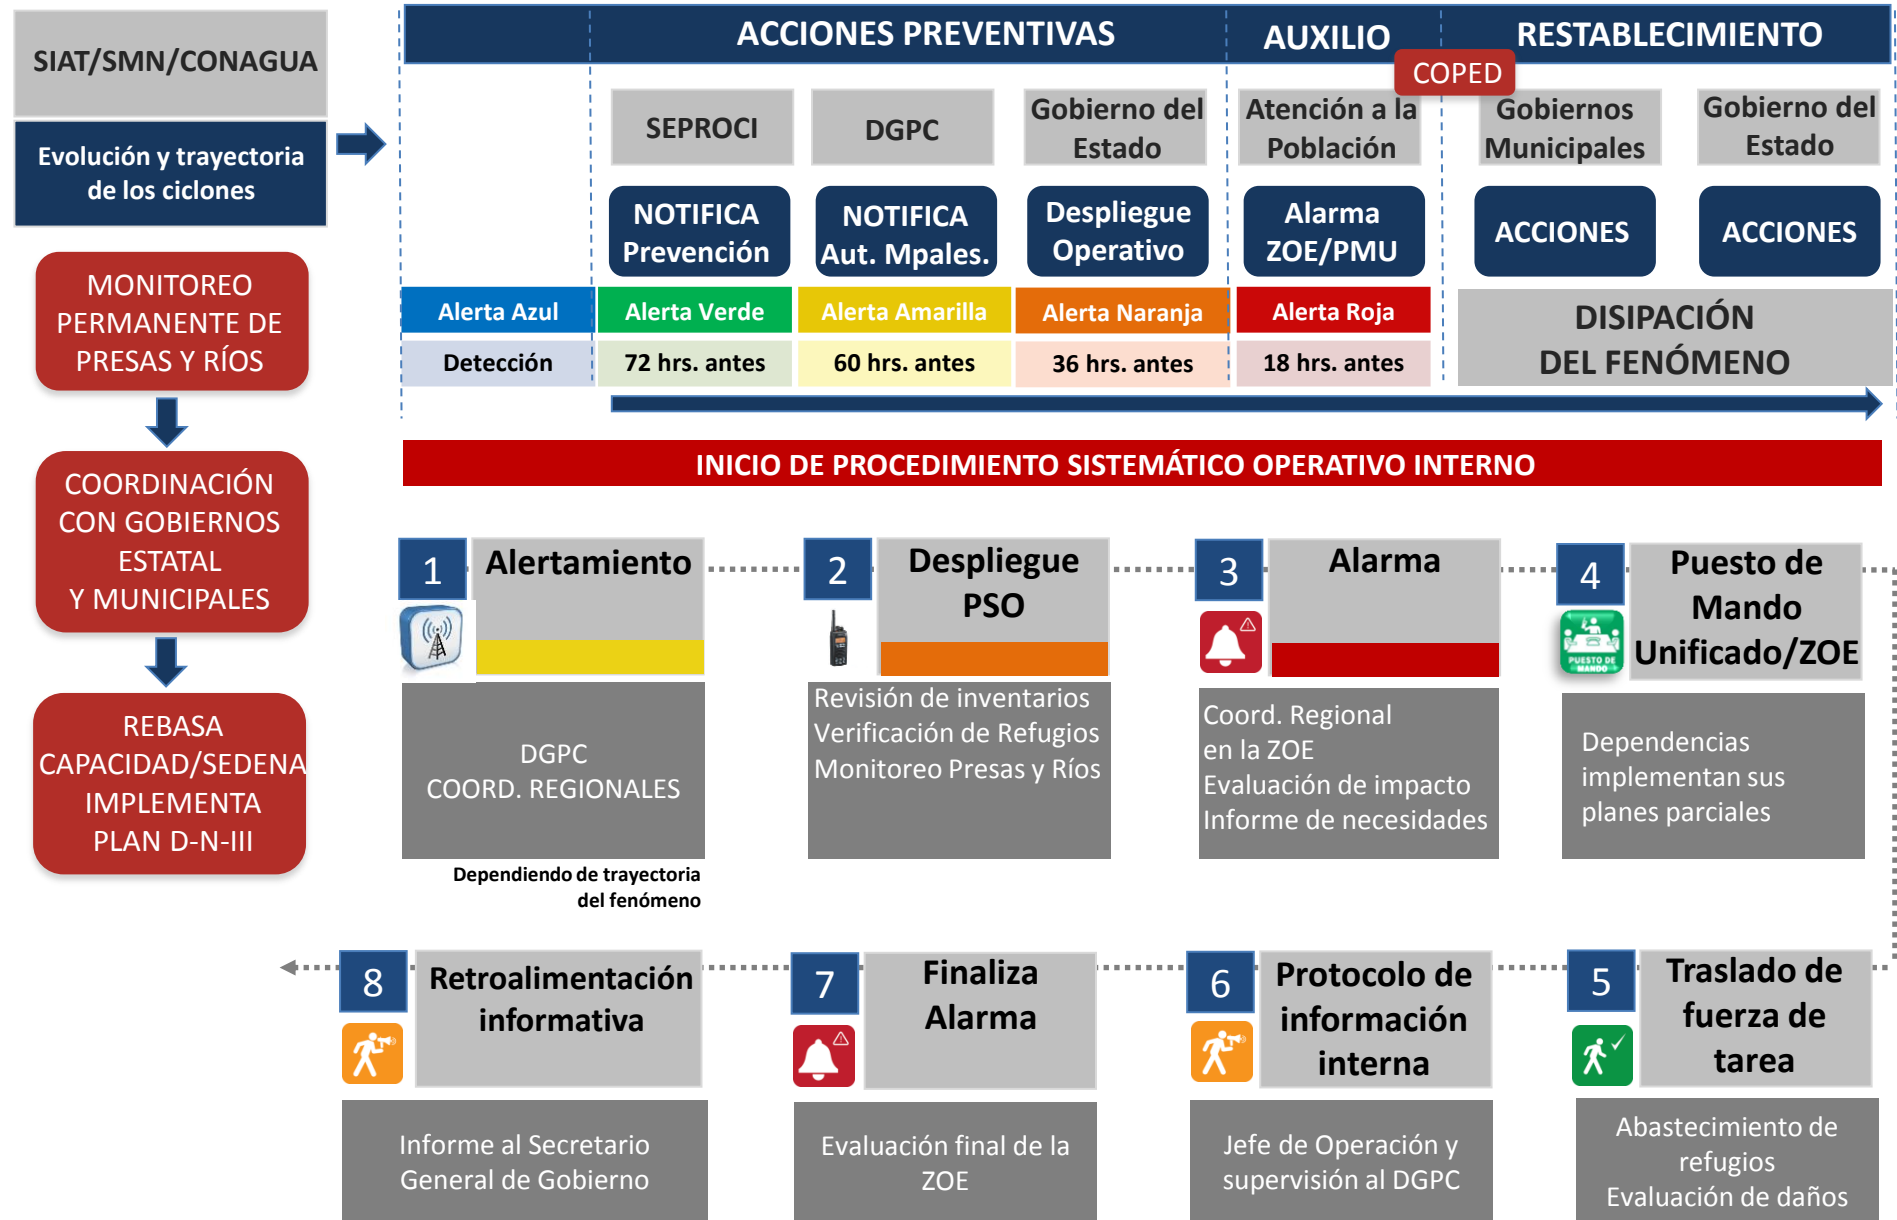 SIAT/SMN/CONAGUA
Evolución y trayectoria
de los ciclones
MONITOREO
PERMANENTE DE
PRESAS Y RÍOS
COORDINACIÓN
CON GOBIERNOS
ESTATAL
Y MUNICIPALES
REBASA
CAPACIDAD/SEDENA
IMPLEMENTA
PLAN D-N-III
ACCIONES PREVENTIVAS
AUXILIO
RESTABLECIMIENTO
COPED
SEPROCI
DGPC
Gobierno del
Estado
Atención a la
Población
Gobiernos
Municipales
Gobierno del
Estado
NOTIFICA
Prevención
NOTIFICA
Aut. Mpales.
Despliegue
Operativo
Alarma
ZOE/PMU
ACCIONES
ACCIONES
Alerta Azul
Alerta Verde
Alerta Amarilla
Alerta Naranja
Alerta Roja
Detección
72 hrs. antes
60 hrs. antes
36 hrs. antes
18 hrs. antes
DISIPACIÓN
DEL FENÓMENO
INICIO DE PROCEDIMIENTO SISTEMÁTICO OPERATIVO INTERNO
1
Alertamiento
DGPC
COORD. REGIONALES
Dependiendo de trayectoria
del fenómeno
2
Despliegue
PSO
Revisión de inventarios
Verificación de Refugios
Monitoreo Presas y Ríos
3
Alarma
Coord. Regional
en la ZOE
Evaluación de impacto
Informe de necesidades
4
Puesto de
Mando
Unificado/ZOE
PUESTO DE
MANDO
Dependencias
implementan sus
planes parciales
5
Traslado de
fuerza de
tarea
Abastecimiento de
refugios
Evaluación de daños
6
Protocolo de
información
interna
Jefe de Operación y
supervisión al DGPC
7
Finaliza
Alarma
Evaluación final de la
ZOE
8
Retroalimentación
informativa
Informe al Secretario
General de Gobierno